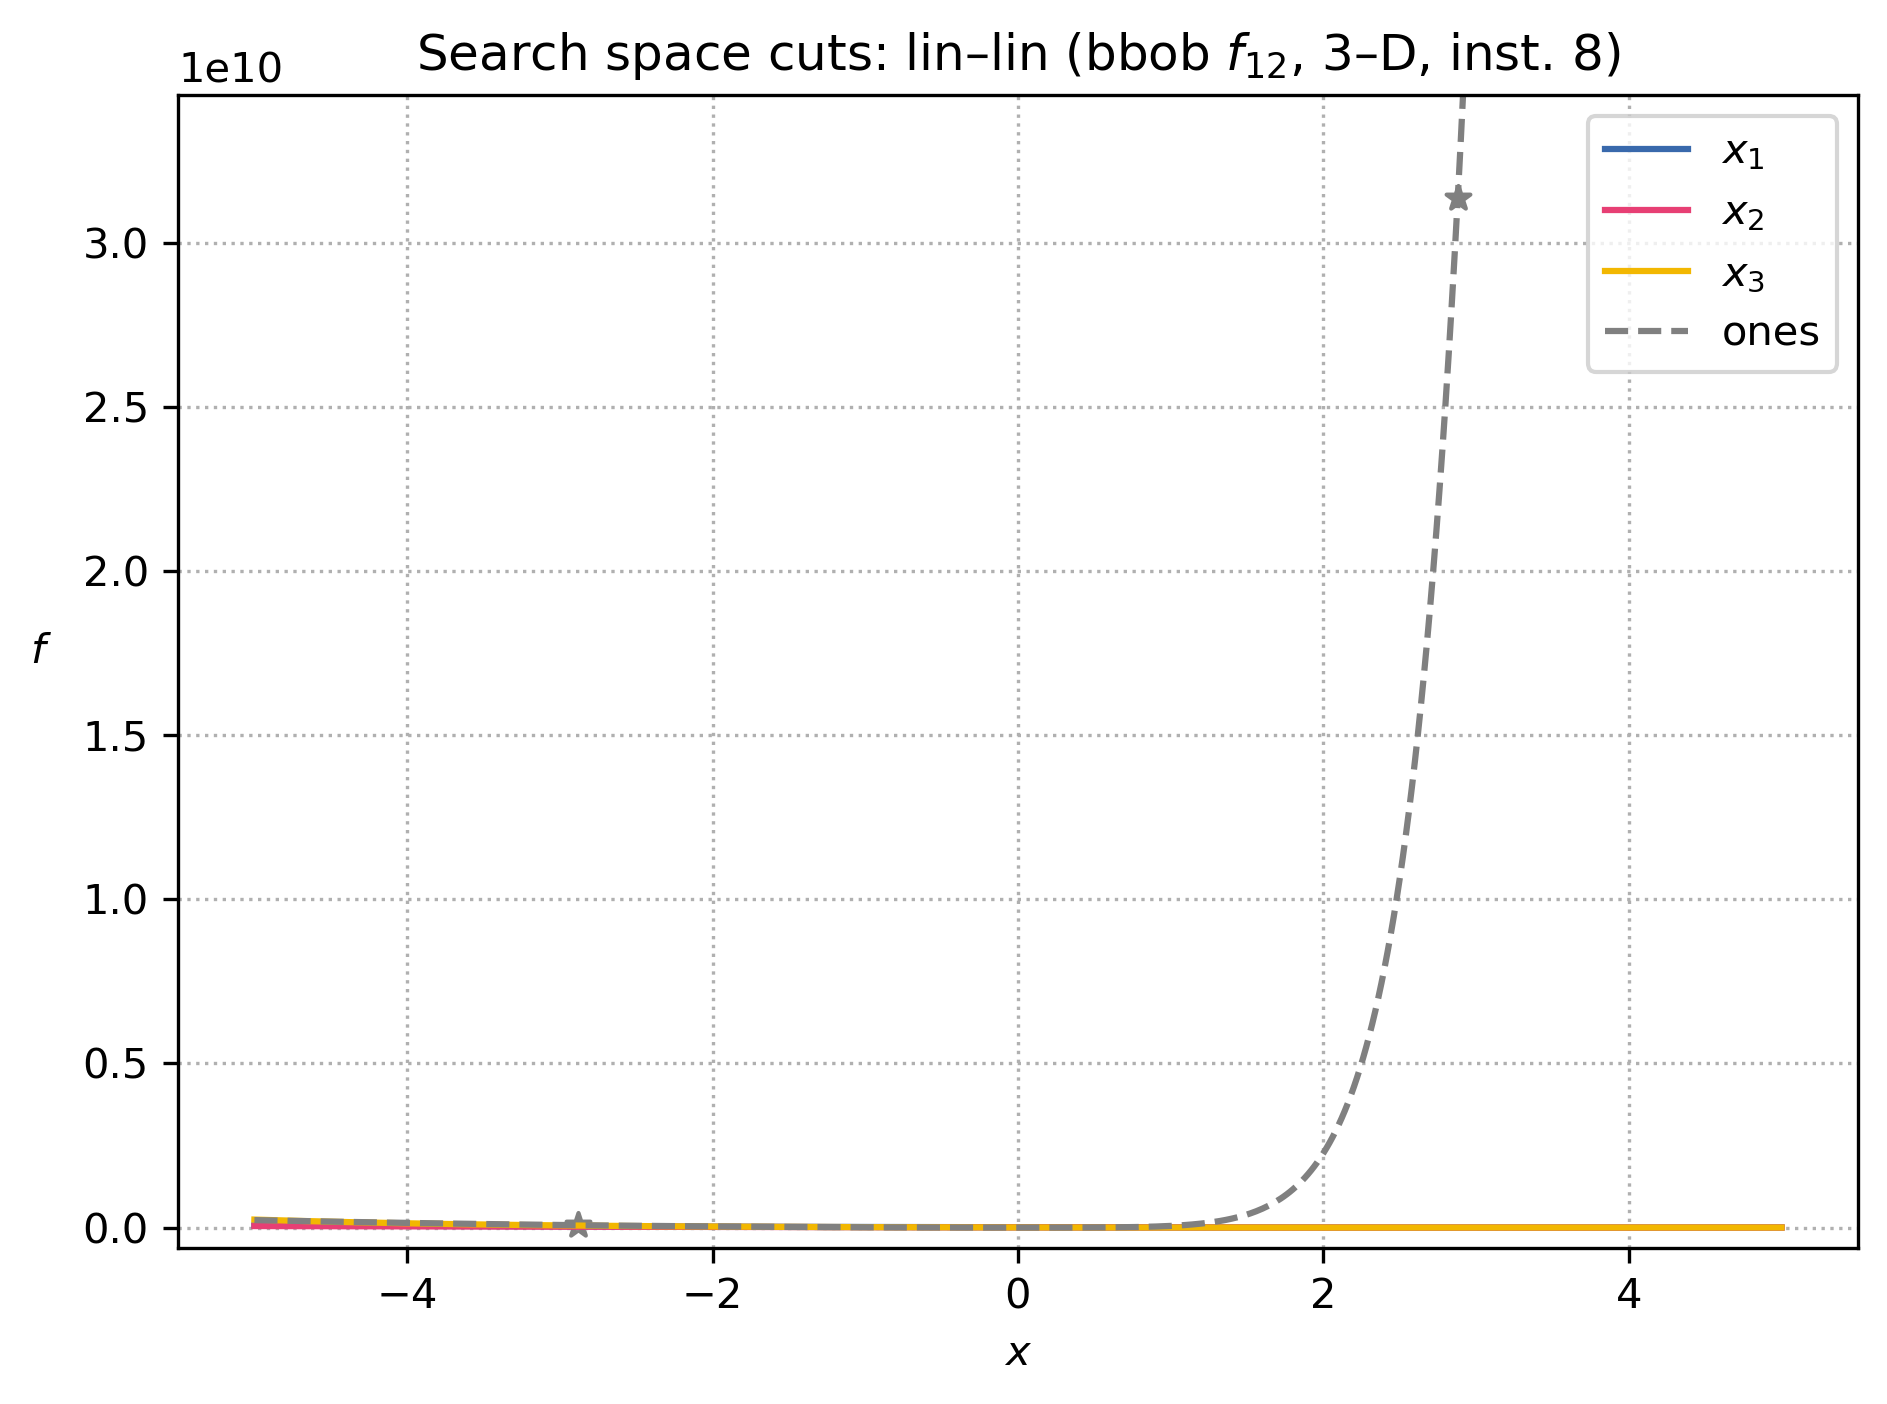 Search space cuts: lin–lin (bbob f₁₂, 3–D, inst. 8)
1e10
x₁
x₂
x₃
ones
3.0
2.5
2.0
1.5
1.0
0.5
0.0
f
−4 −2 0 2 4
x